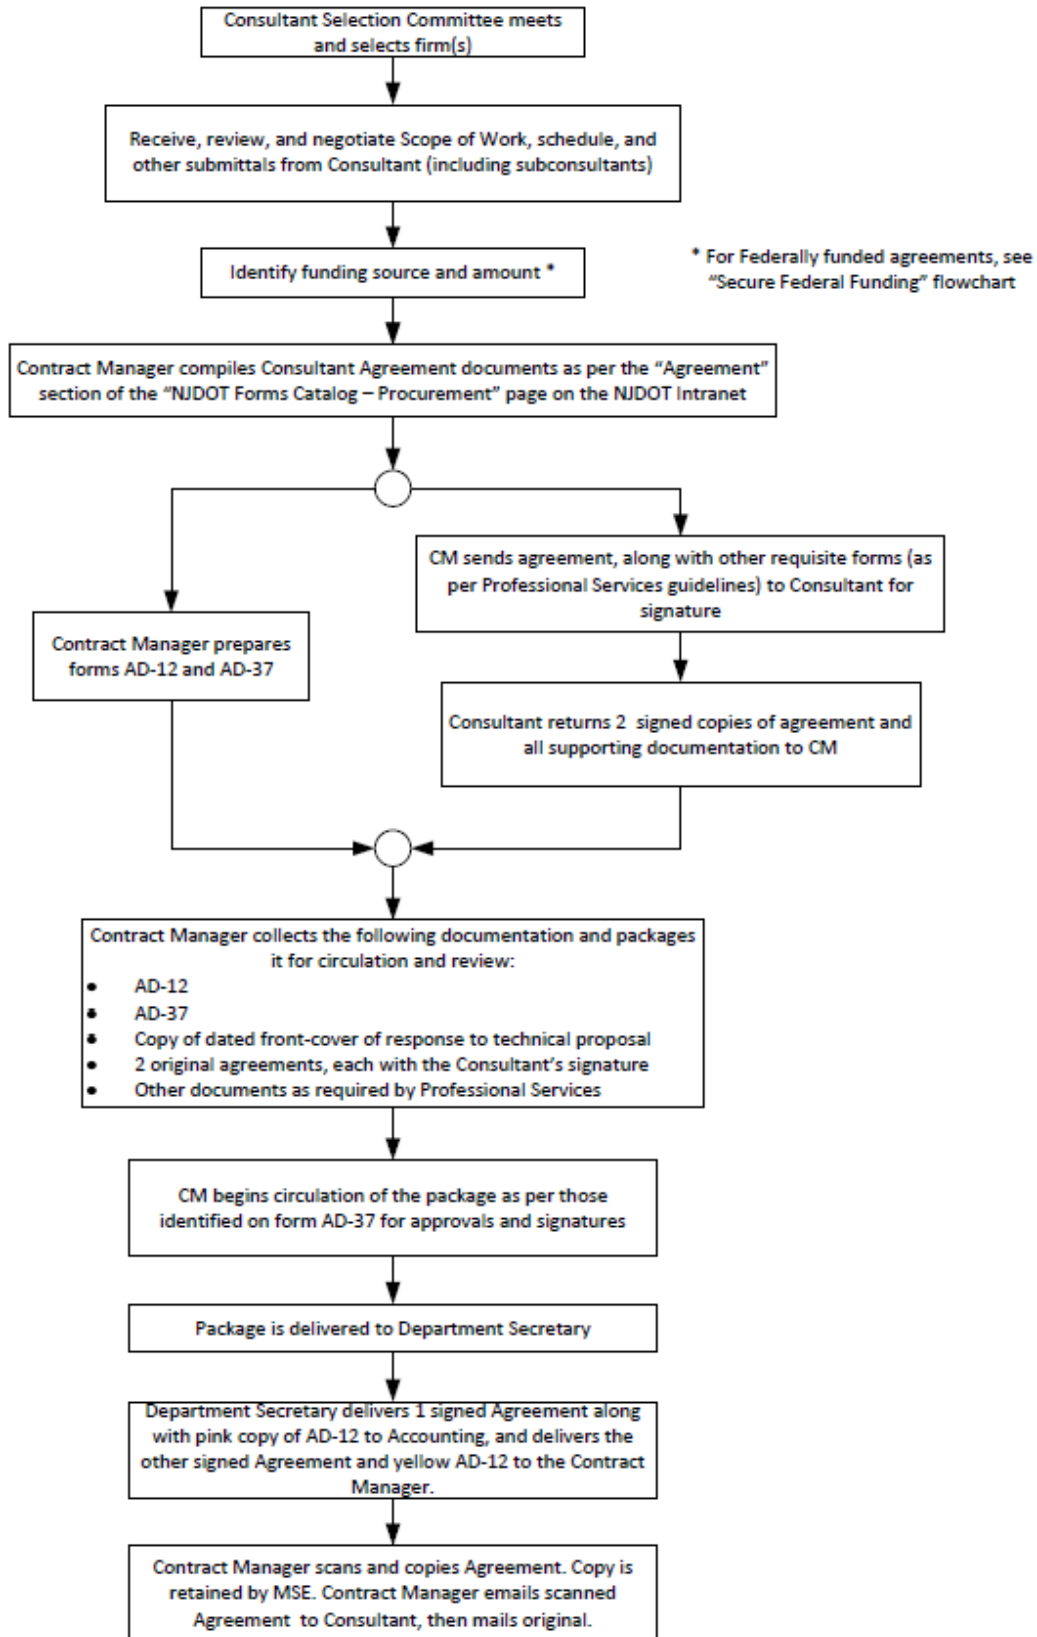 Consultant Selection Committee meets
and selects firm(s)
Receive, review, and negotiate Scope of Work, schedule, and
other submittals from Consultant (including subconsultants)
Identify funding source and amount *
* For Federally funded agreements, see
“Secure Federal Funding” flowchart
Contract Manager compiles Consultant Agreement documents as per the “Agreement”
section of the “NJDOT Forms Catalog – Procurement” page on the NJDOT Intranet
CM sends agreement, along with other requisite forms (as
per Professional Services guidelines) to Consultant for
signature
Contract Manager prepares
forms AD-12 and AD-37
Consultant returns 2 signed copies of agreement and
all supporting documentation to CM
Contract Manager collects the following documentation and packages
it for circulation and review:
• AD-12
• AD-37
• Copy of dated front-cover of response to technical proposal
• 2 original agreements, each with the Consultant’s signature
• Other documents as required by Professional Services
CM begins circulation of the package as per those
identified on form AD-37 for approvals and signatures
Package is delivered to Department Secretary
Department Secretary delivers 1 signed Agreement along
with pink copy of AD-12 to Accounting, and delivers the
other signed Agreement and yellow AD-12 to the Contract
Manager.
Contract Manager scans and copies Agreement. Copy is
retained by MSE. Contract Manager emails scanned
Agreement to Consultant, then mails original.